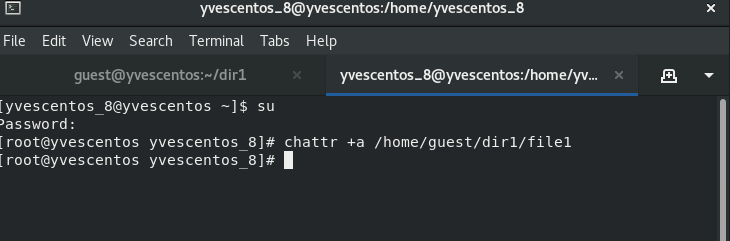 yvescentos_8@yvescentos:/home/yvescentos_8
File Edit View Search Terminal Tabs Help
guest@yvescentos:~/dir1
yvescentos_8@yvescentos:/home/yv...
[yvescentos_8@yvescentos ~]$ su
Password:
[root@yvescentos yvescentos_8]# chattr +a /home/guest/dir1/file1
[root@yvescentos yvescentos_8]#